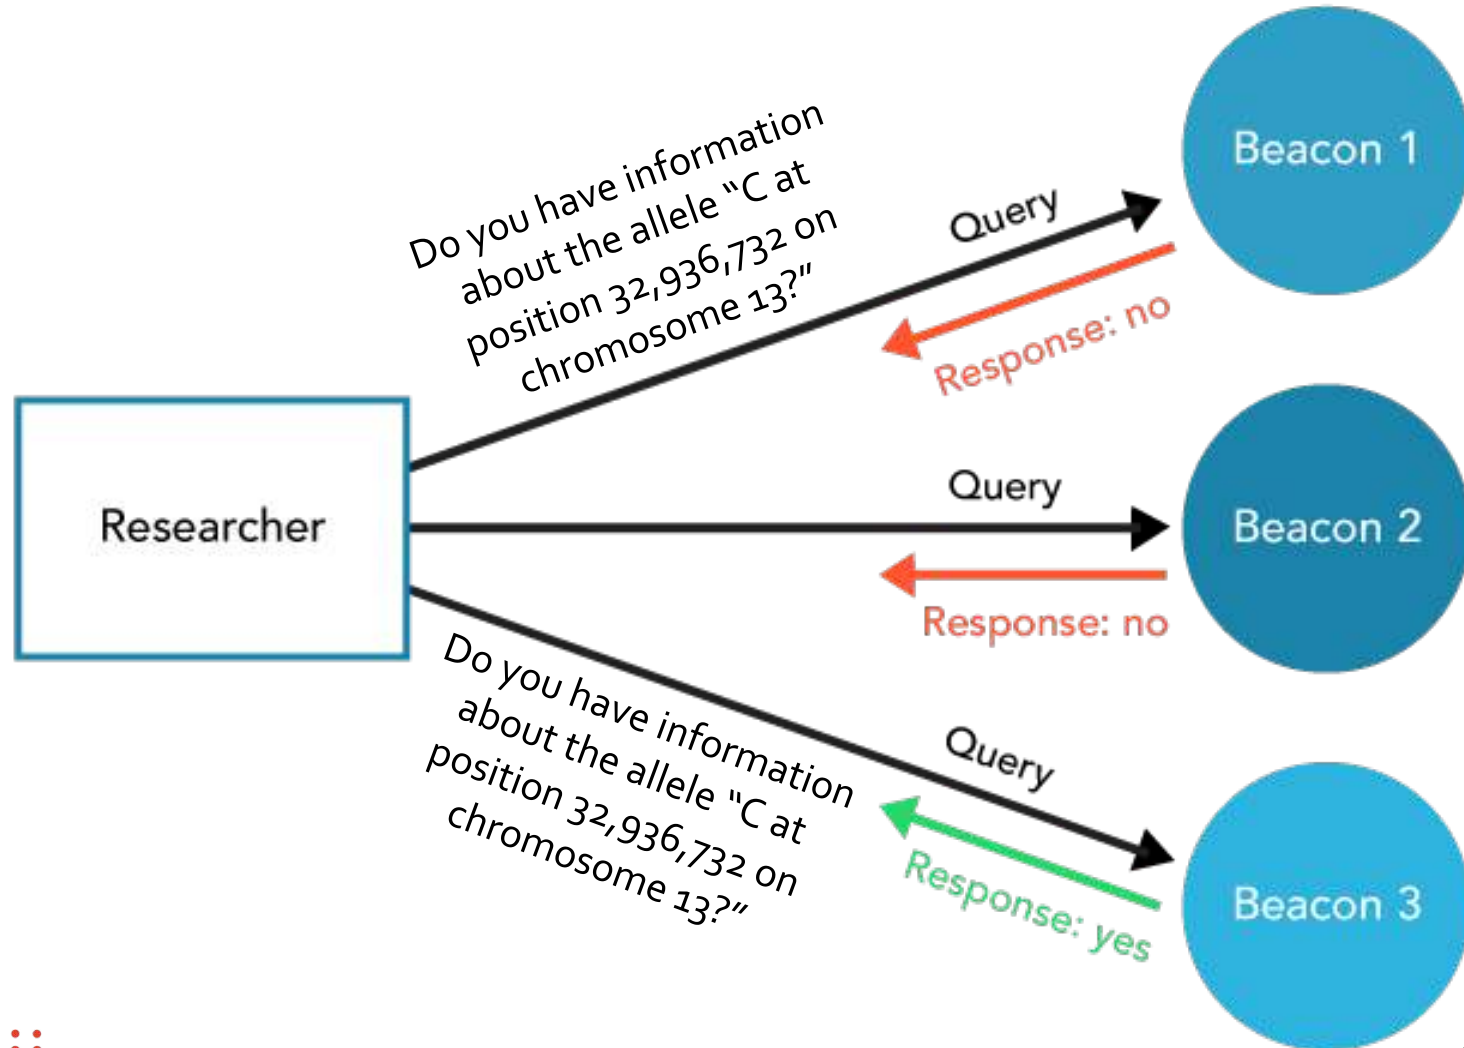 Do you have information
about the allele “C at
position 32,936,732 on
chromosome 13?”
Query
Response: no
Beacon 1
Researcher
Query
Response: no
Beacon 2
Do you have information
about the allele “C at
position 32,936,732 on
chromosome 13?”
Query
Response: yes
Beacon 3